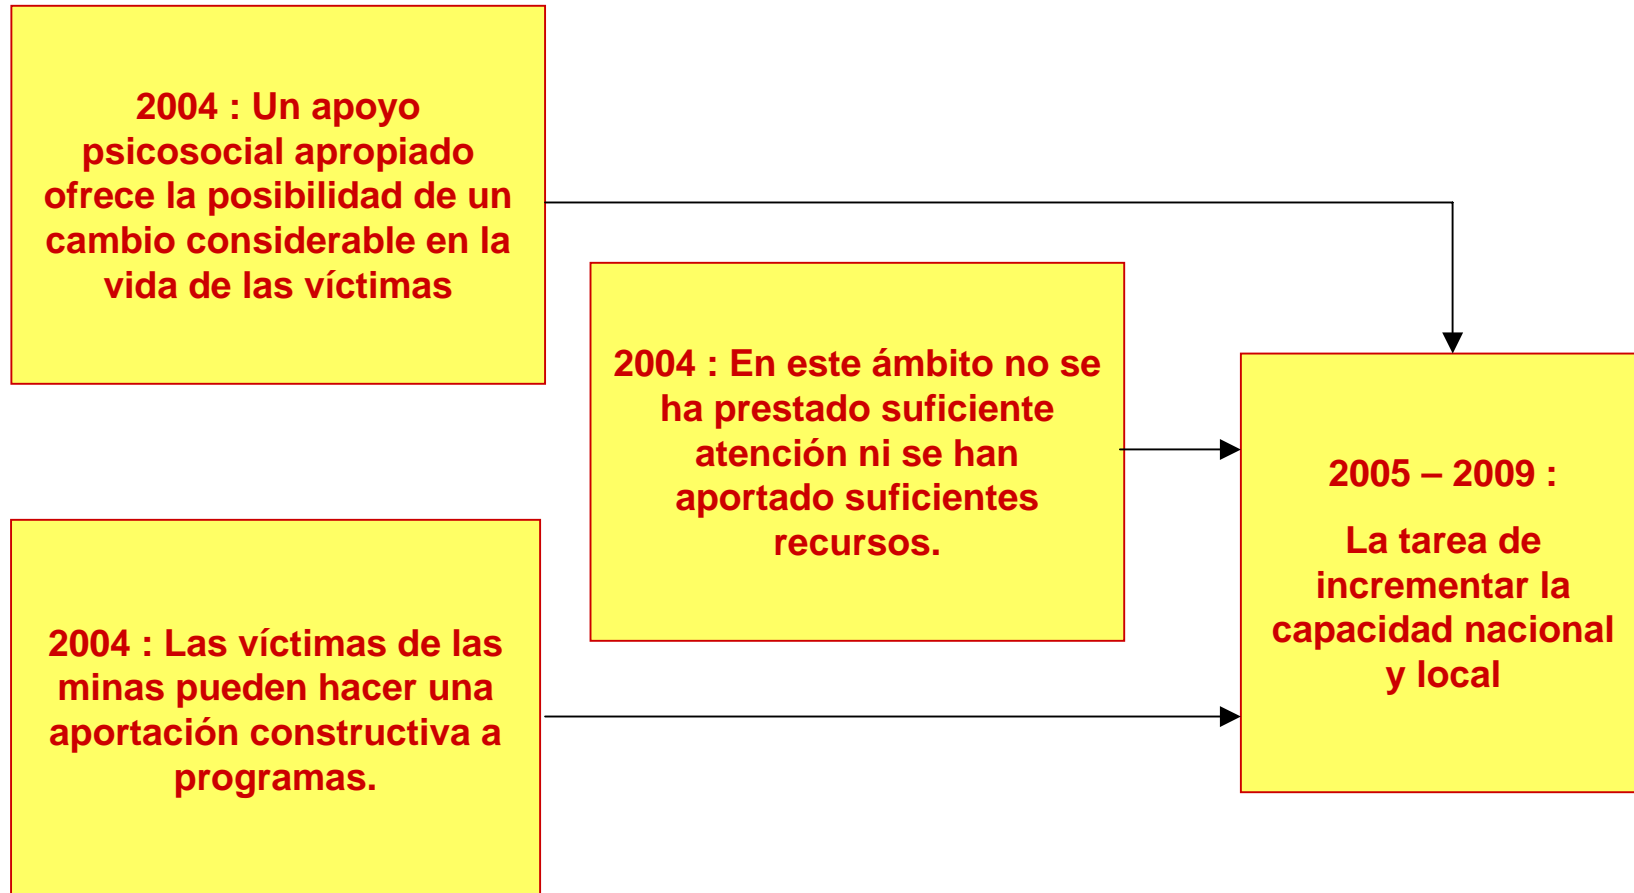 2004 : Un apoyo
psicosocial apropiado
ofrece la posibilidad de un
cambio considerable en la
vida de las víctimas
2004 : En este ámbito no se
ha prestado suficiente
atención ni se han
aportado suficientes
recursos.
2004 : Las víctimas de las
minas pueden hacer una
aportación constructiva a
programas.
2005 – 2009 :
La tarea de
incrementar la
capacidad nacional
y local